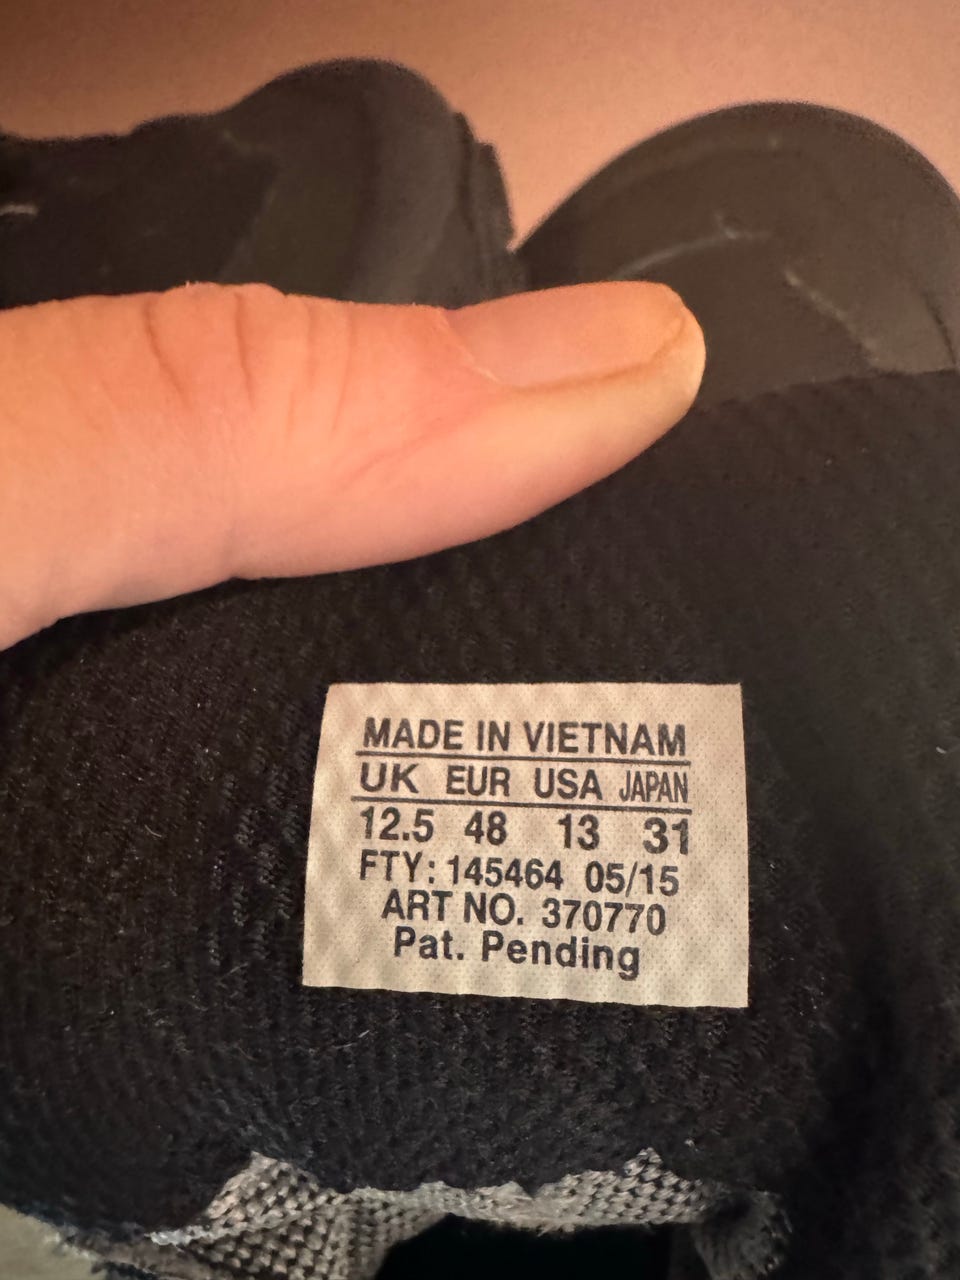 MADE IN VIETNAM
UK EUR USA JAPAN
12.5 48 13 31
FTY: 145464 05/15
ART NO. 370770
Pat. Pending